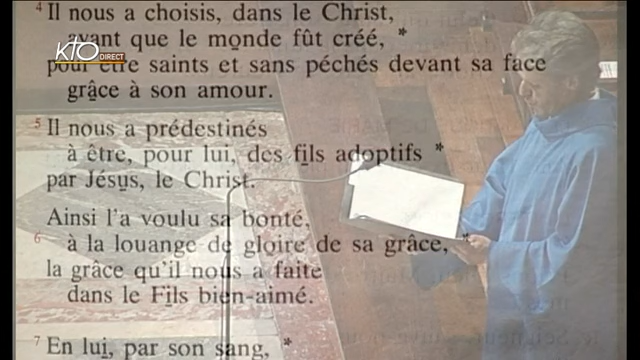 4 Il nous a choisis, dans le Christ,
avant que le monde fût créé, *
KTO DIRECT
pour être saints et sans péchés devant sa face
grâce à son amour.
5 Il nous a prédestinés
à être, pour lui, des fils adoptifs *
par Jésus, le Christ.
Ainsi l'a voulu sa bonté,
6 à la louange de gloire de sa grâce, *
la grâce qu'il nous a faite
dans le Fils bien-aimé.
7 En lui, par son sang, *